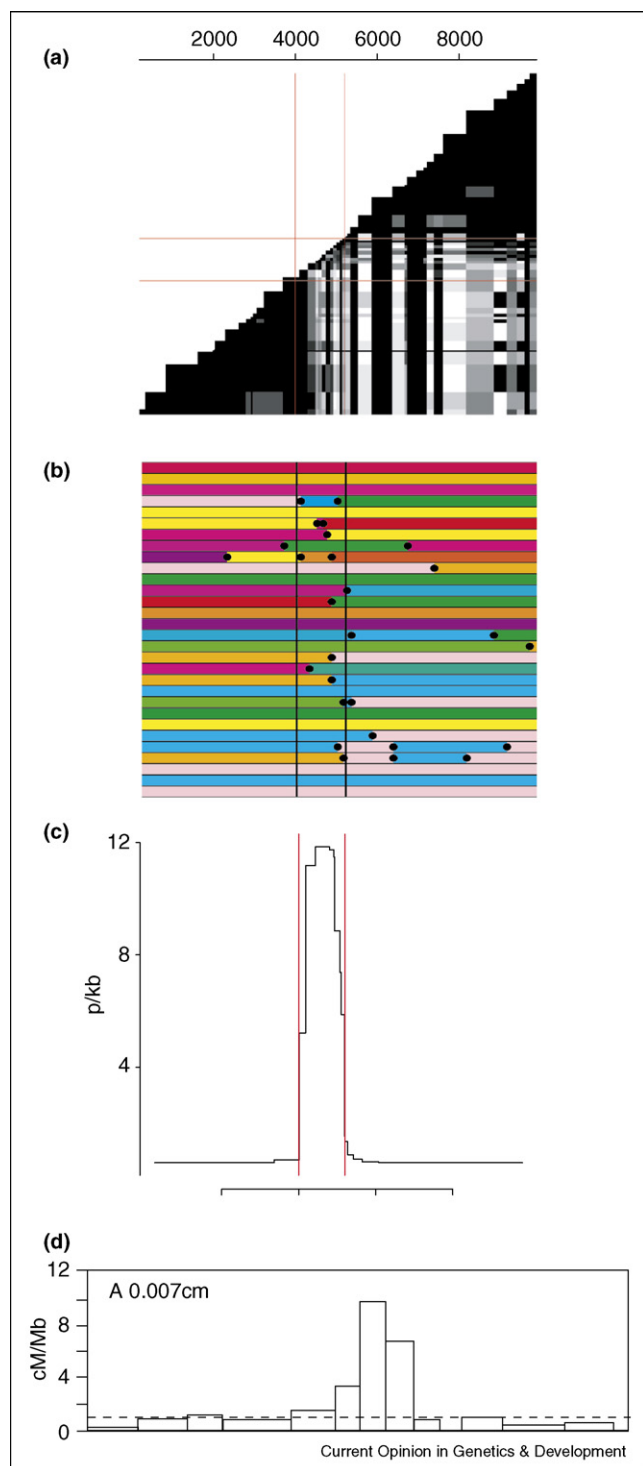 2000 4000 6000 8000
(a)
(b)
(c)
12
8
4
p/kb
(d)
12
8
4
0
cM/Mb
A 0.007cm
Current Opinion in Genetics & Development